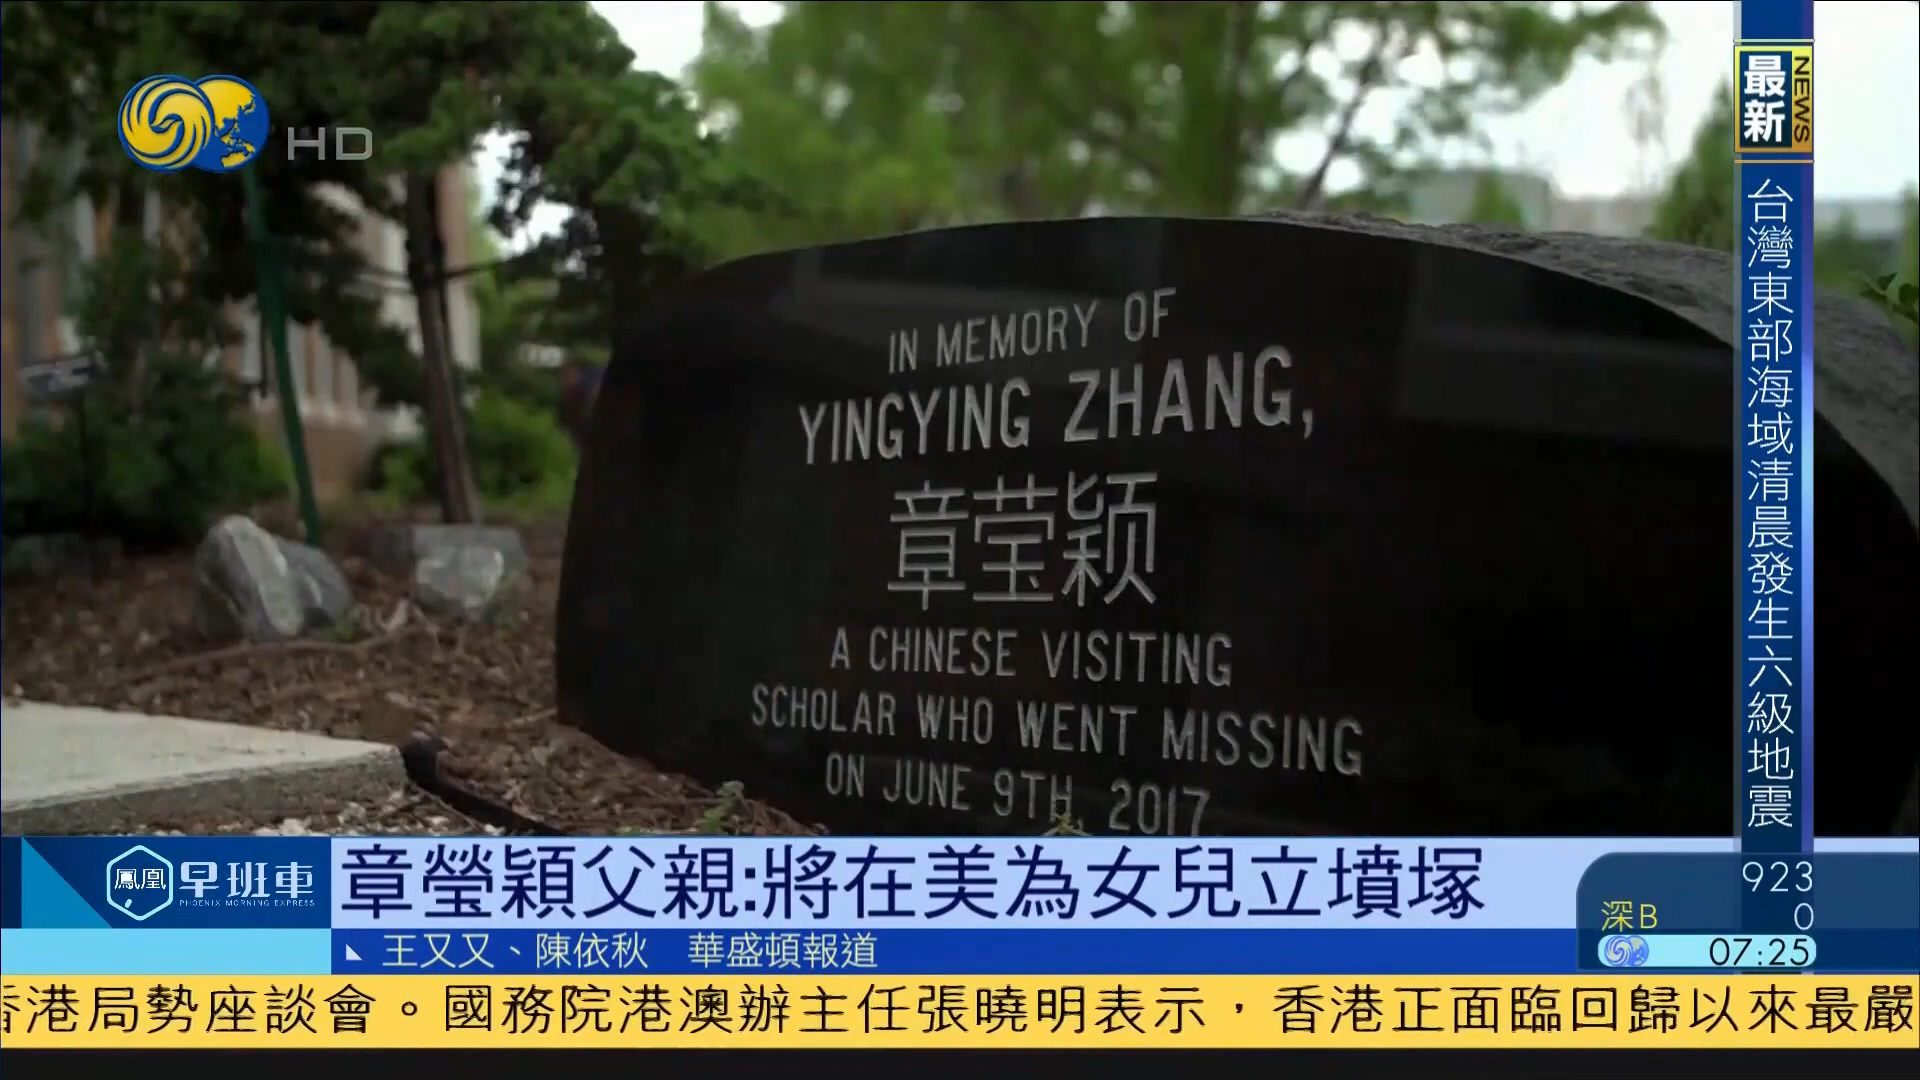 HD
最新
NEWS
台灣東部海域清晨發生六級地震
IN MEMORY OF
YINGYING ZHANG,
章莹颖
A CHINESE VISITING
SCHOLAR WHO WENT MISSING
ON JUNE 9TH, 2017.
鳳凰 早班車
PHOENIX MORNING EXPRESS
章瑩穎父親:將在美為女兒立墳塚
王又又、陳依秋 華盛頓報道
923
深B 0
07:25
香港局勢座談會。國務院港澳辦主任張曉明表示，香港正面臨回歸以來最嚴